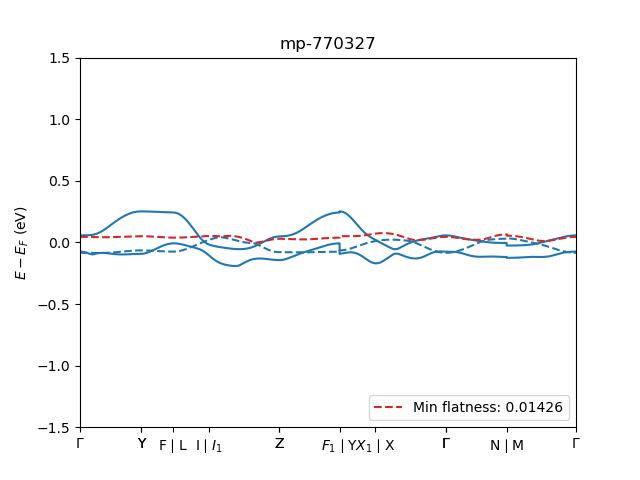 mp-770327
E − E_F (eV)
1.5
1.0
0.5
0.0
−0.5
−1.0
−1.5
Min flatness: 0.01426
Γ Y F | L I | I₁ Z F₁ | Y X₁ | X Γ N | M Γ